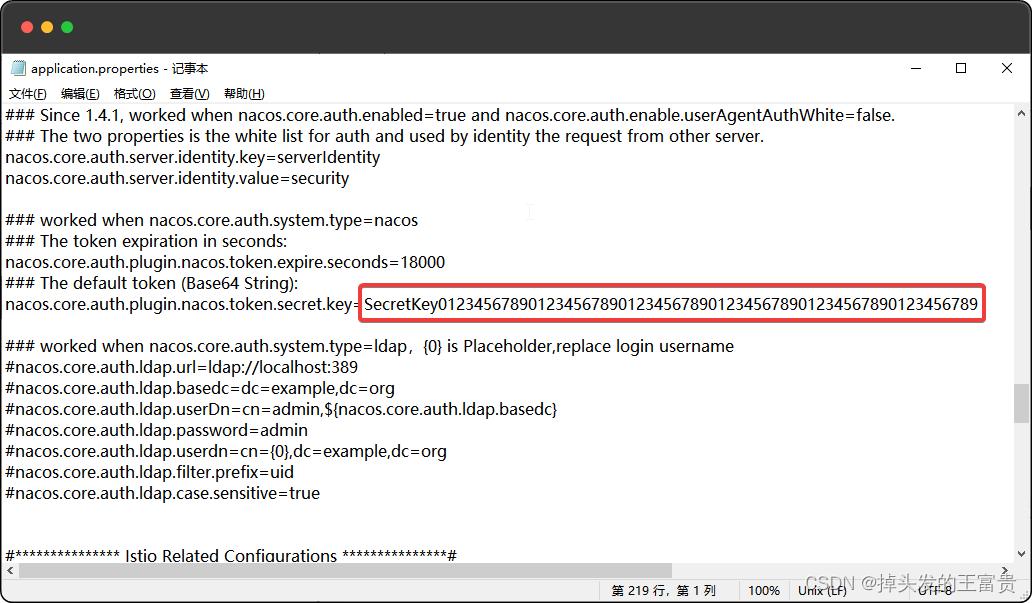 application.properties - 记事本
文件(F) 编辑(E) 格式(O) 查看(V) 帮助(H)
### Since 1.4.1, worked when nacos.core.auth.enabled=true and nacos.core.auth.enable.userAgentAuthWhite=false.
### The two properties is the white list for auth and used by identity the request from other server.
nacos.core.auth.server.identity.key=serverIdentity
nacos.core.auth.server.identity.value=security
### worked when nacos.core.auth.system.type=nacos
### The token expiration in seconds:
nacos.core.auth.plugin.nacos.token.expire.seconds=18000
### The default token (Base64 String):
nacos.core.auth.plugin.nacos.token.secret.key=SecretKey012345678901234567890123456789012345678901234567890123456789
### worked when nacos.core.auth.system.type=ldap，{0} is Placeholder,replace login username
#nacos.core.auth.ldap.url=ldap://localhost:389
#nacos.core.auth.ldap.basedc=dc=example,dc=org
#nacos.core.auth.ldap.userDn=cn=admin,${nacos.core.auth.ldap.basedc}
#nacos.core.auth.ldap.password=admin
#nacos.core.auth.ldap.userdn=cn={0},dc=example,dc=org
#nacos.core.auth.ldap.filter.prefix=uid
#nacos.core.auth.ldap.case.sensitive=true
#*************** Istio Related Configurations ***************#
第 219 行，第 1 列 100% Unix (LF) UTF-8
CSDN @掉头发的王富贵